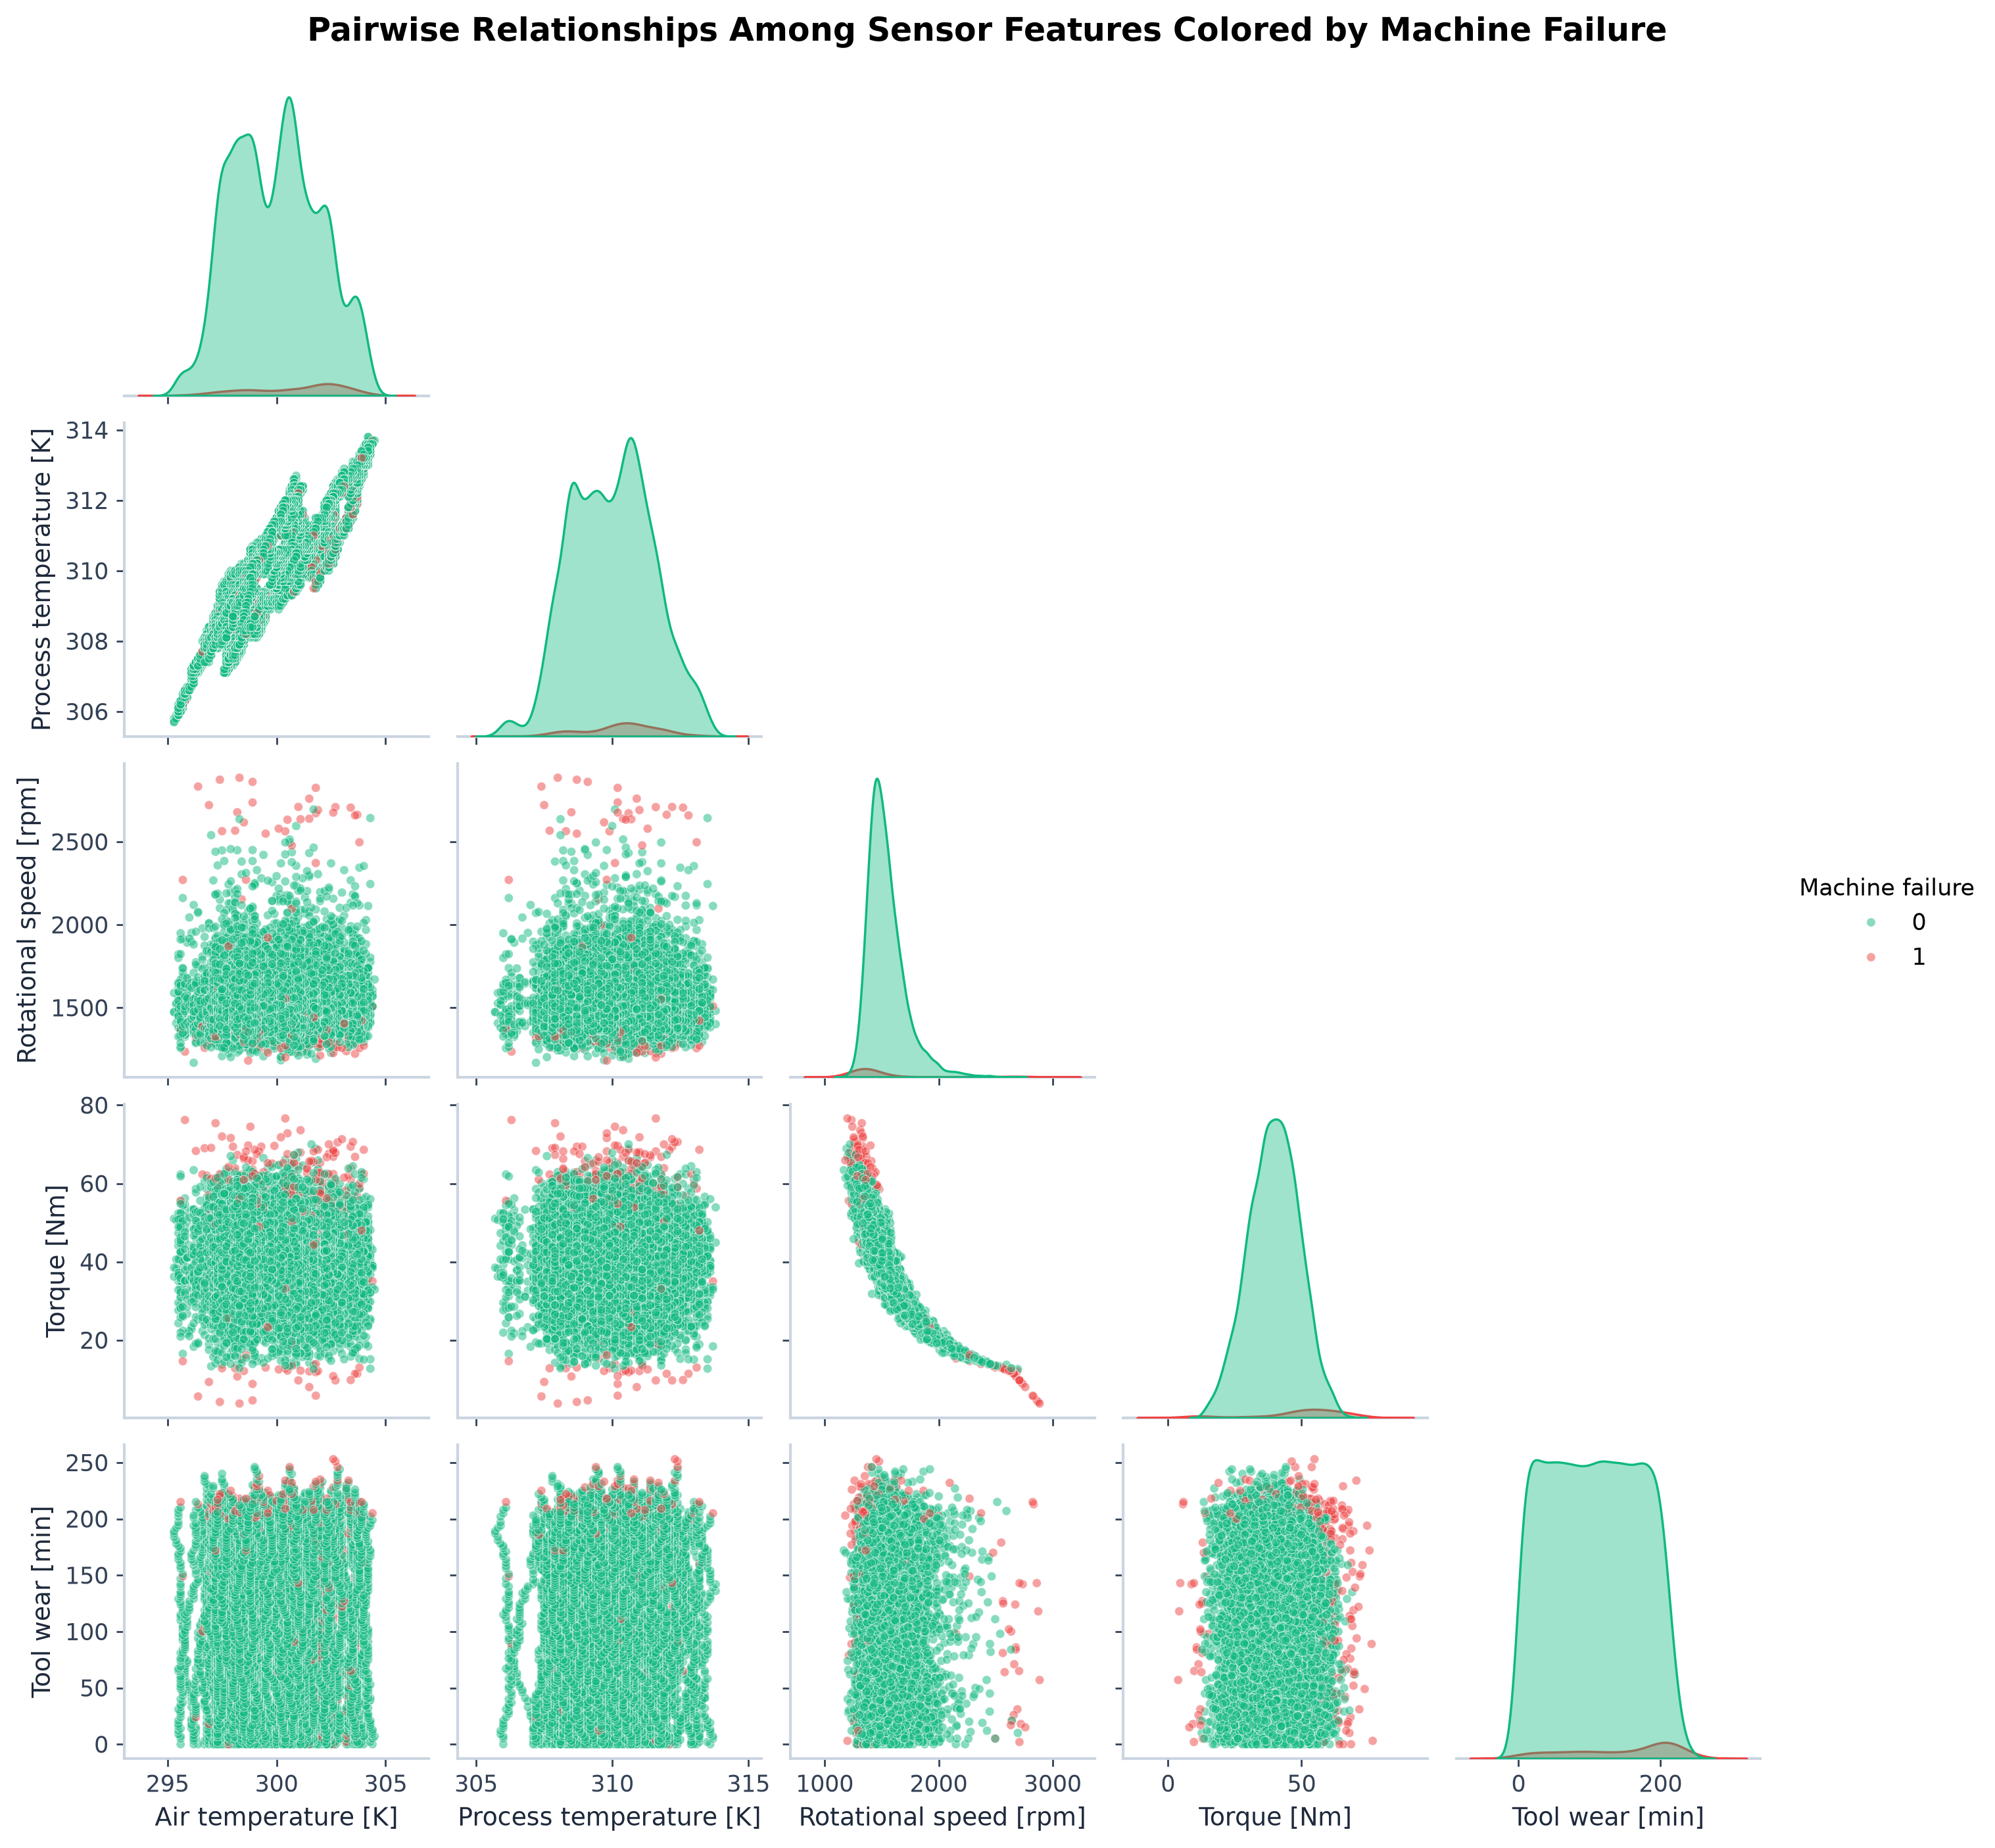 Pairwise Relationships Among Sensor Features Colored by Machine Failure
Process temperature [K]
314
312
310
308
306
Rotational speed [rpm]
2500
2000
1500
Machine failure
0
1
Torque [Nm]
80
60
40
20
Tool wear [min]
250
200
150
100
50
0
295 300 305
305 310 315
1000 2000 3000
0 50
0 200
Air temperature [K]
Process temperature [K]
Rotational speed [rpm]
Torque [Nm]
Tool wear [min]